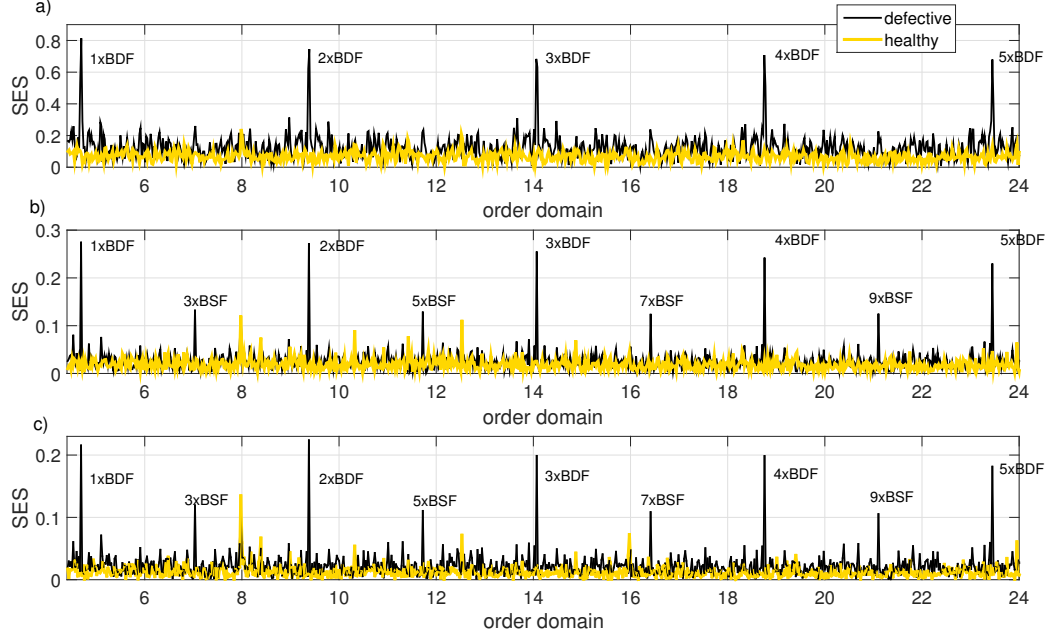 a)
defective
healthy
SES
0.8
0.6
0.4
0.2
0
1xBDF
2xBDF
3xBDF
4xBDF
5xBDF
6 8 10 12 14 16 18 20 22 24
order domain
b)
SES
0.3
0.2
0.1
0
1xBDF
3xBSF
2xBDF
5xBSF
3xBDF
7xBSF
4xBDF
9xBSF
5xBDF
6 8 10 12 14 16 18 20 22 24
order domain
c)
SES
0.2
0.1
0
1xBDF
3xBSF
2xBDF
5xBSF
3xBDF
7xBSF
4xBDF
9xBSF
5xBDF
6 8 10 12 14 16 18 20 22 24
order domain